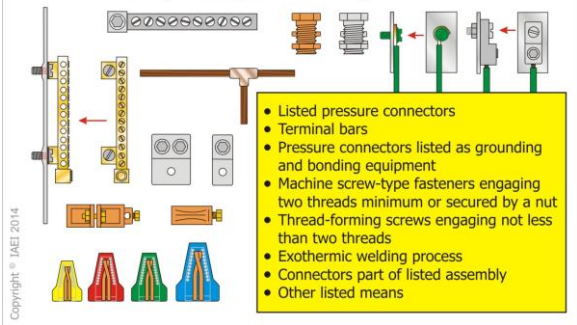 • Listed pressure connectors
• Terminal bars
• Pressure connectors listed as grounding
and bonding equipment
• Machine screw-type fasteners engaging
two threads minimum or secured by a nut
• Thread-forming screws engaging not less
than two threads
• Exothermic welding process
• Connectors part of listed assembly
• Other listed means
Copyright © IAEI 2014